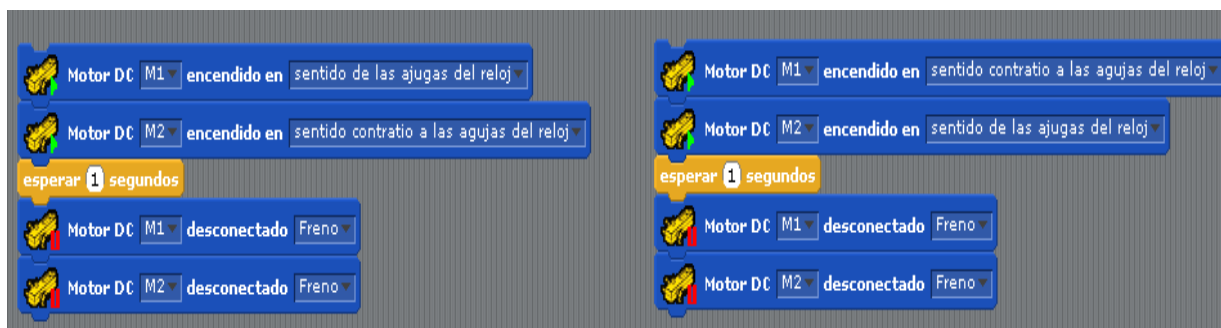 Motor DC M1 encendido en sentido de las ajugas del reloj
Motor DC M2 encendido en sentido contratio a las agujas del reloj
esperar 1 segundos
Motor DC M1 desconectado Freno
Motor DC M2 desconectado Freno
Motor DC M1 encendido en sentido contratio a las agujas del reloj
Motor DC M2 encendido en sentido de las ajugas del reloj
esperar 1 segundos
Motor DC M1 desconectado Freno
Motor DC M2 desconectado Freno